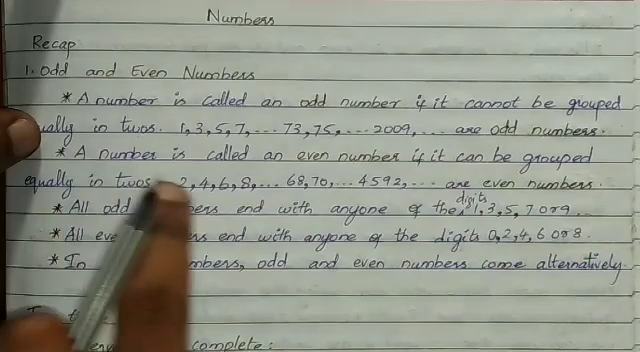 Numbers
Recap
1. Odd and Even Numbers
* A number is called an odd number if it cannot be grouped
ually in twos. 1, 3, 5, 7, ... 73, 75, ... 2009, ... are odd numbers.
* A number is called an even number if it can be grouped
equally in twos. 2, 4, 6, 8, ... 68, 70, ... 4592, ... are even numbers.
* All odd bers end with anyone of the digits 1, 3, 5, 7 or 9.
* All eve rs end with anyone of the digits 0, 2, 4, 6 or 8.
* In mbers, odd and even numbers come alternatively.
complete: